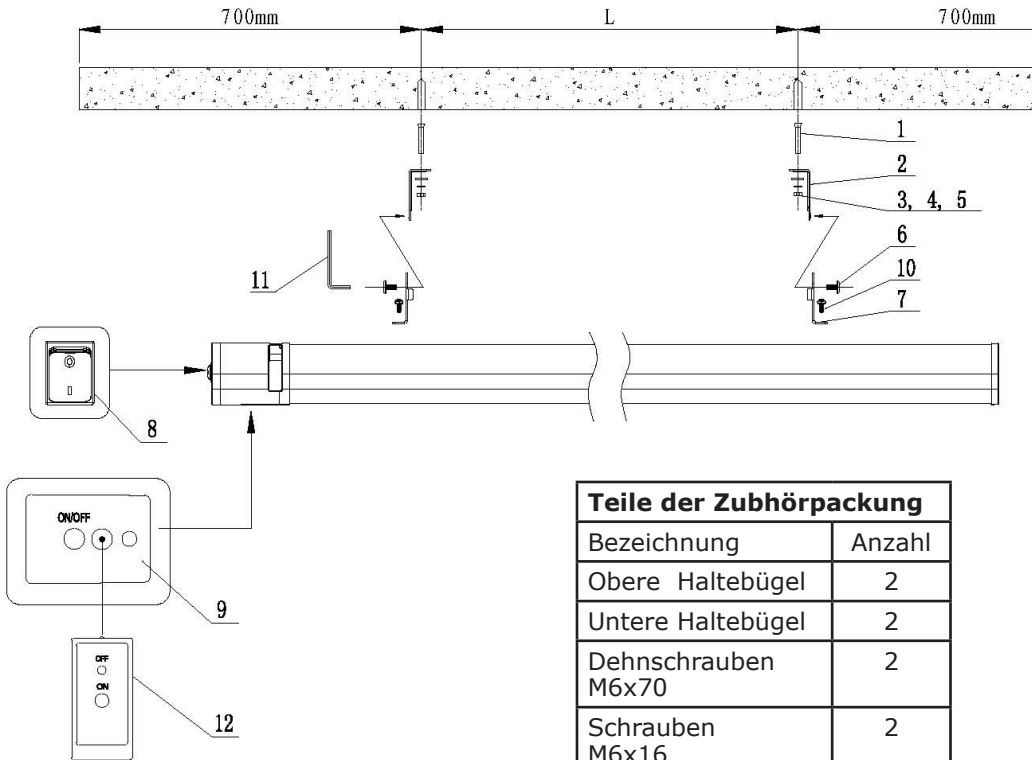 700mm
L
700mm
1
2
3, 4, 5
6
11
10
7
8
ON/OFF
9
OFF
ON
12
Teile der Zubhörpackung
Bezeichnung Anzahl
Obere Haltebügel 2
Untere Haltebügel 2
Dehnschrauben 2
M6x70
Schrauben 2
M6x16